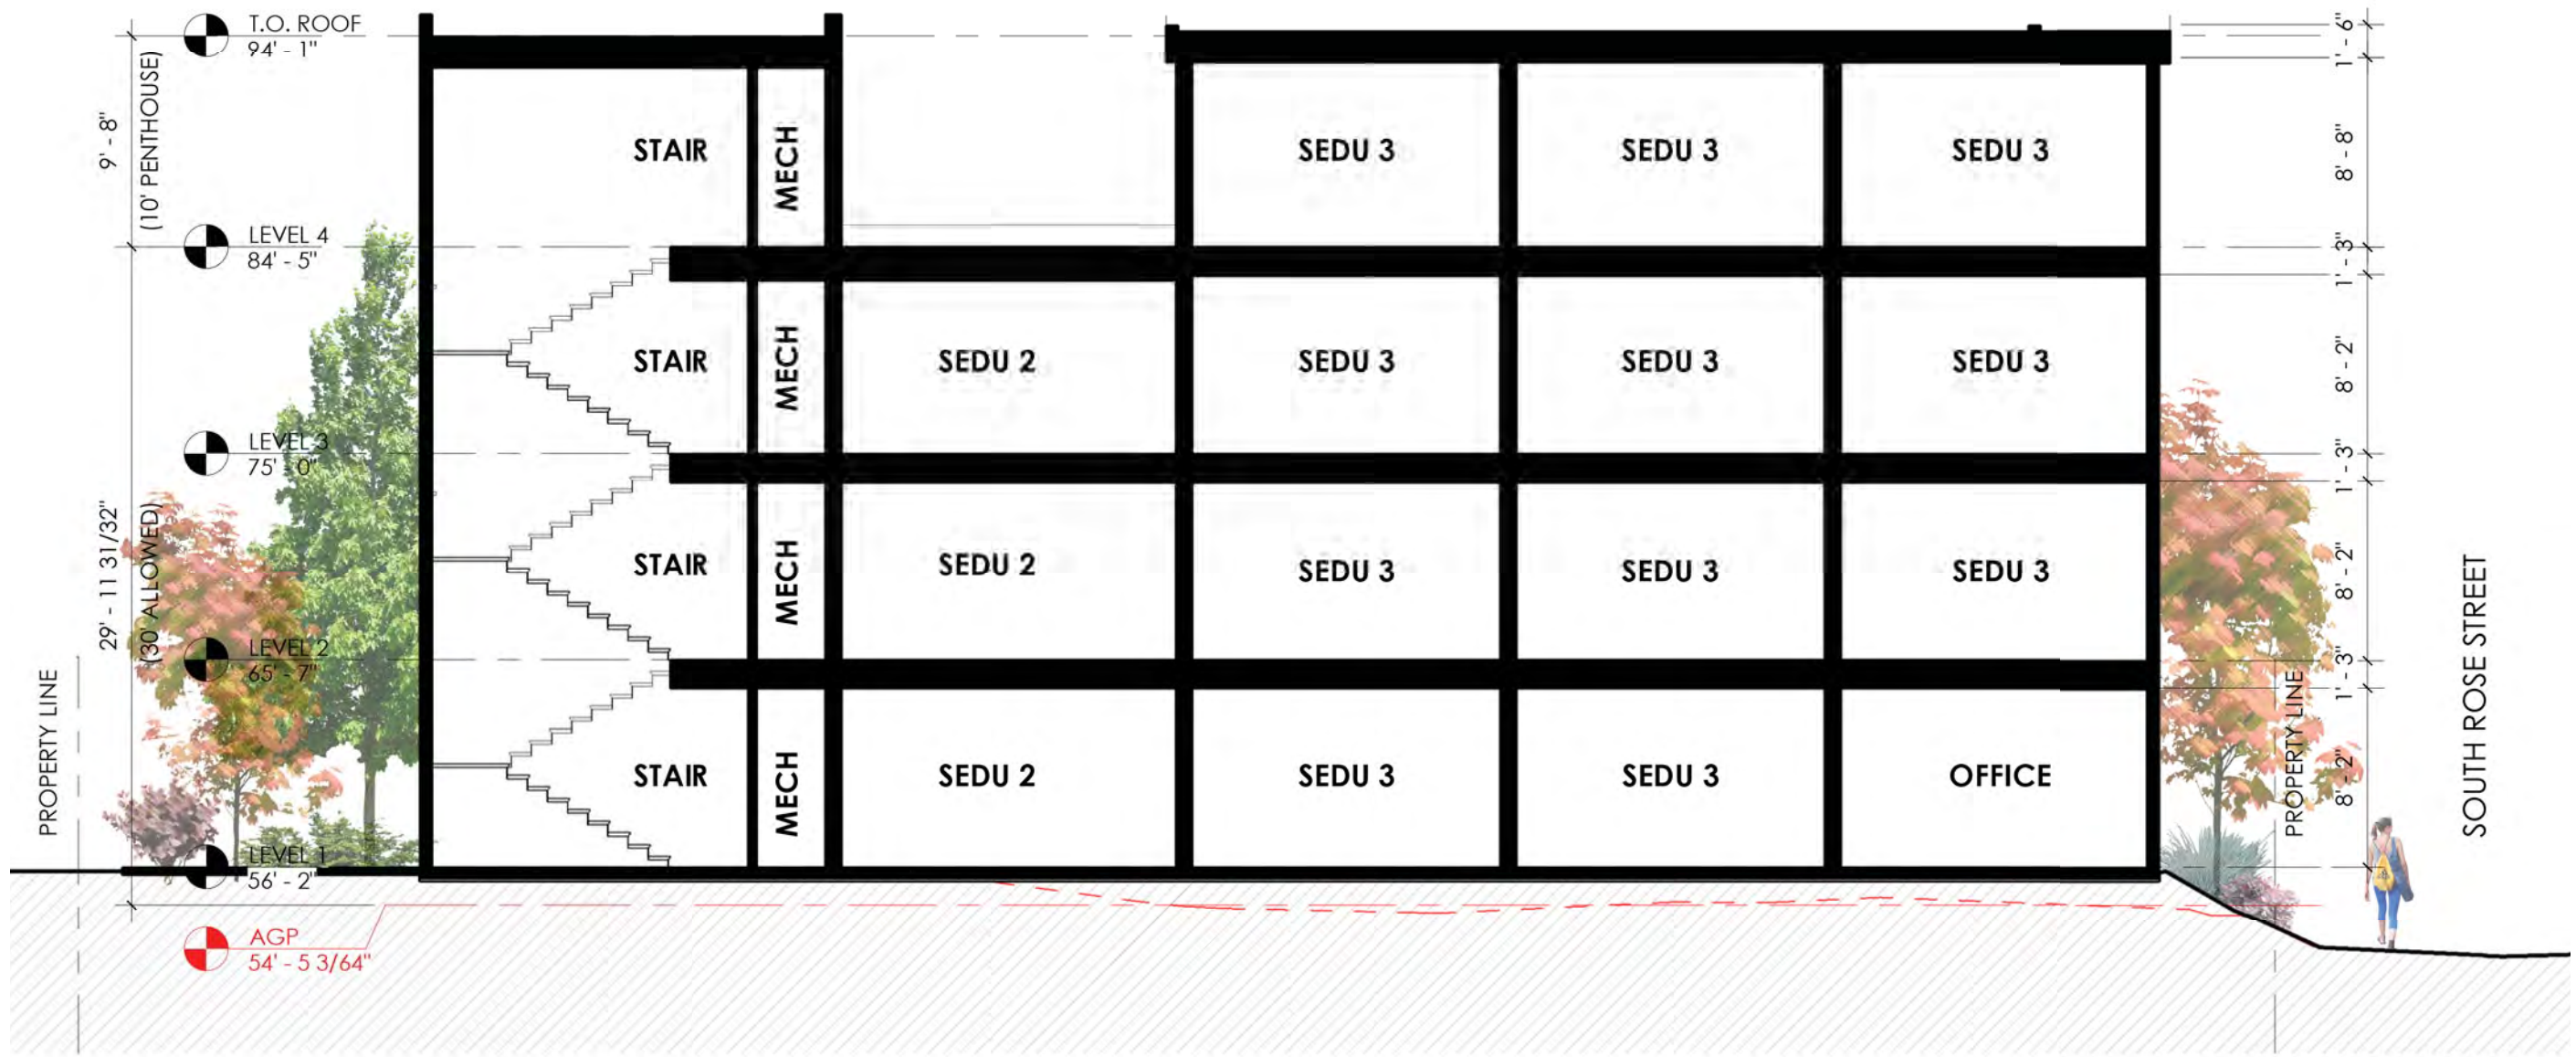 T.O. ROOF
94' - 1"
9' - 8"
(10' PENTHOUSE)
LEVEL 4
84' - 5"
LEVEL 3
75' - 0"
29' - 11 31/32"
(30' ALLOWED)
LEVEL 2
65' - 7"
LEVEL 1
56' - 2"
AGP
54' - 5 3/64"
PROPERTY LINE
STAIR
MECH
SEDU 3
SEDU 3
SEDU 3
STAIR
MECH
SEDU 2
SEDU 3
SEDU 3
SEDU 3
STAIR
MECH
SEDU 2
SEDU 3
SEDU 3
SEDU 3
STAIR
MECH
SEDU 2
SEDU 3
SEDU 3
OFFICE
1' - 6"
8' - 8"
1' - 3"
8' - 2"
1' - 3"
8' - 2"
1' - 3"
8' - 2"
PROPERTY LINE
SOUTH ROSE STREET